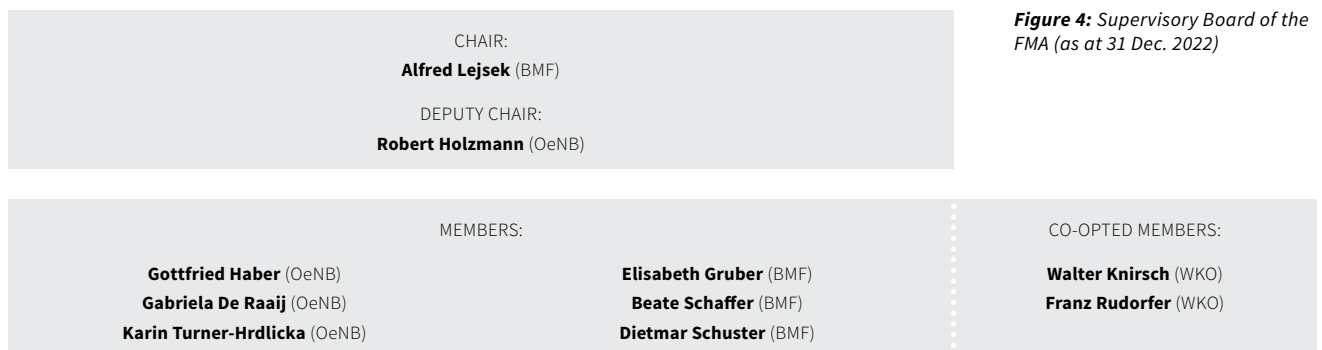 CHAIR:
Alfred Lejsek (BMF)
DEPUTY CHAIR:
Robert Holzmann (OeNB)
Figure 4: Supervisory Board of the
FMA (as at 31 Dec. 2022)
MEMBERS:
Gottfried Haber (OeNB)
Gabriela De Raaij (OeNB)
Karin Turner-Hrdlicka (OeNB)
Elisabeth Gruber (BMF)
Beate Schaffer (BMF)
Dietmar Schuster (BMF)
CO-OPTED MEMBERS:
Walter Knirsch (WKO)
Franz Rudorfer (WKO)